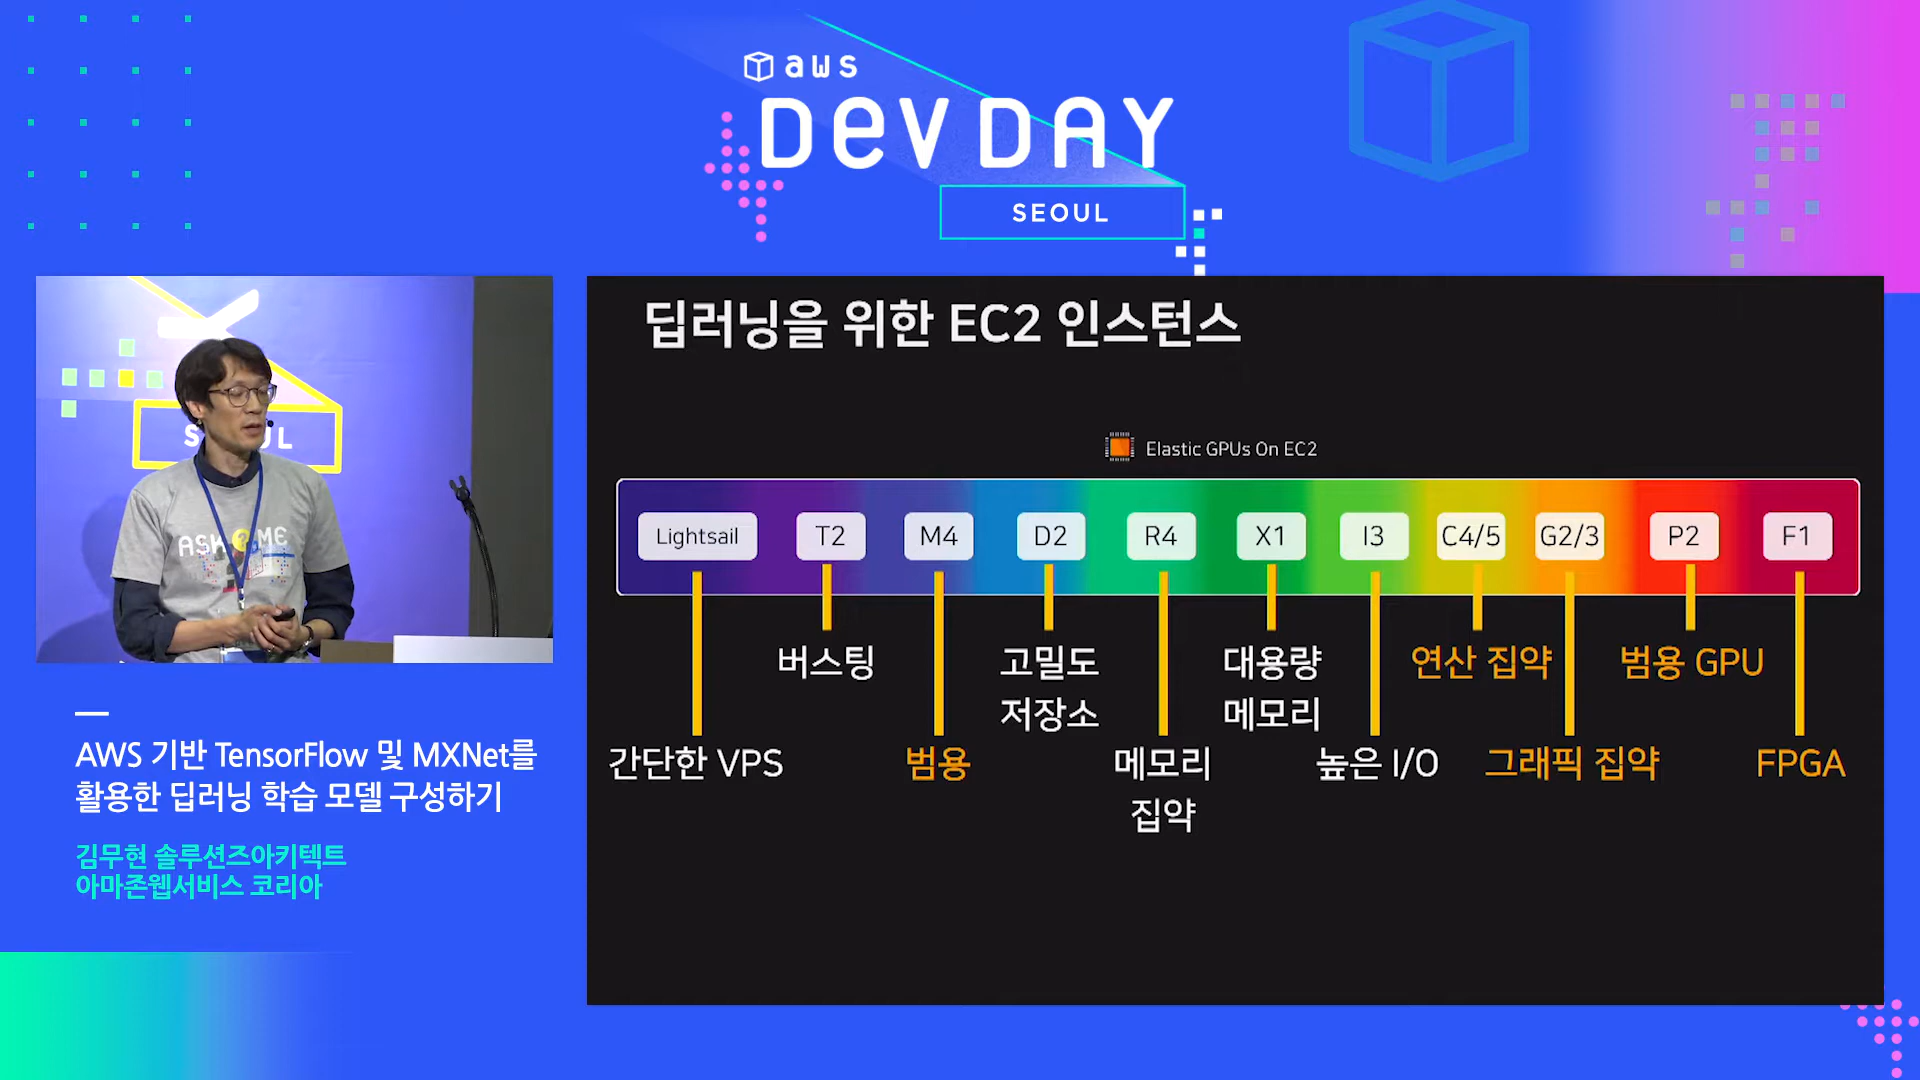 aws
DEV DAY
SEOUL
S UL
ASK ME
AWS 기반 TensorFlow 및 MXNet를
활용한 딥러닝 학습 모델 구성하기
김무현 솔루션즈아키텍트
아마존웹서비스 코리아
딥러닝을 위한 EC2 인스턴스
Elastic GPUs On EC2
Lightsail T2 M4 D2 R4 X1 I3 C4/5 G2/3 P2 F1
버스팅 고밀도 대용량 연산 집약 범용 GPU
저장소 메모리
간단한 VPS 범용 메모리 높은 I/O 그래픽 집약 FPGA
집약